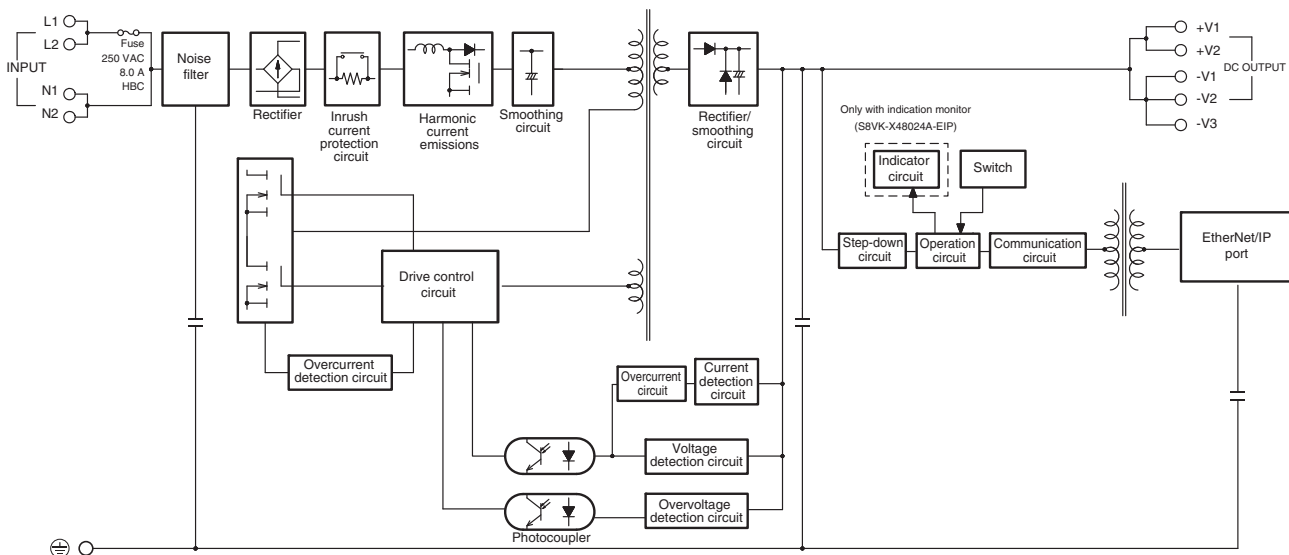 L1
L2
INPUT
N1
N2
Fuse
250 VAC
8.0 A
HBC
Noise
filter
Rectifier
Inrush
current
protection
circuit
Harmonic
current
emissions
Smoothing
circuit
Rectifier/
smoothing
circuit
+V1
+V2
DC OUTPUT
-V1
-V2
-V3
Only with indication monitor
(S8VK-X48024A-EIP)
Indicator
circuit
Switch
Step-down
circuit
Operation
circuit
Communication
circuit
EtherNet/IP
port
Drive control
circuit
Overcurrent
detection circuit
Overcurrent
circuit
Current
detection
circuit
Voltage
detection circuit
Overvoltage
detection circuit
Photocoupler